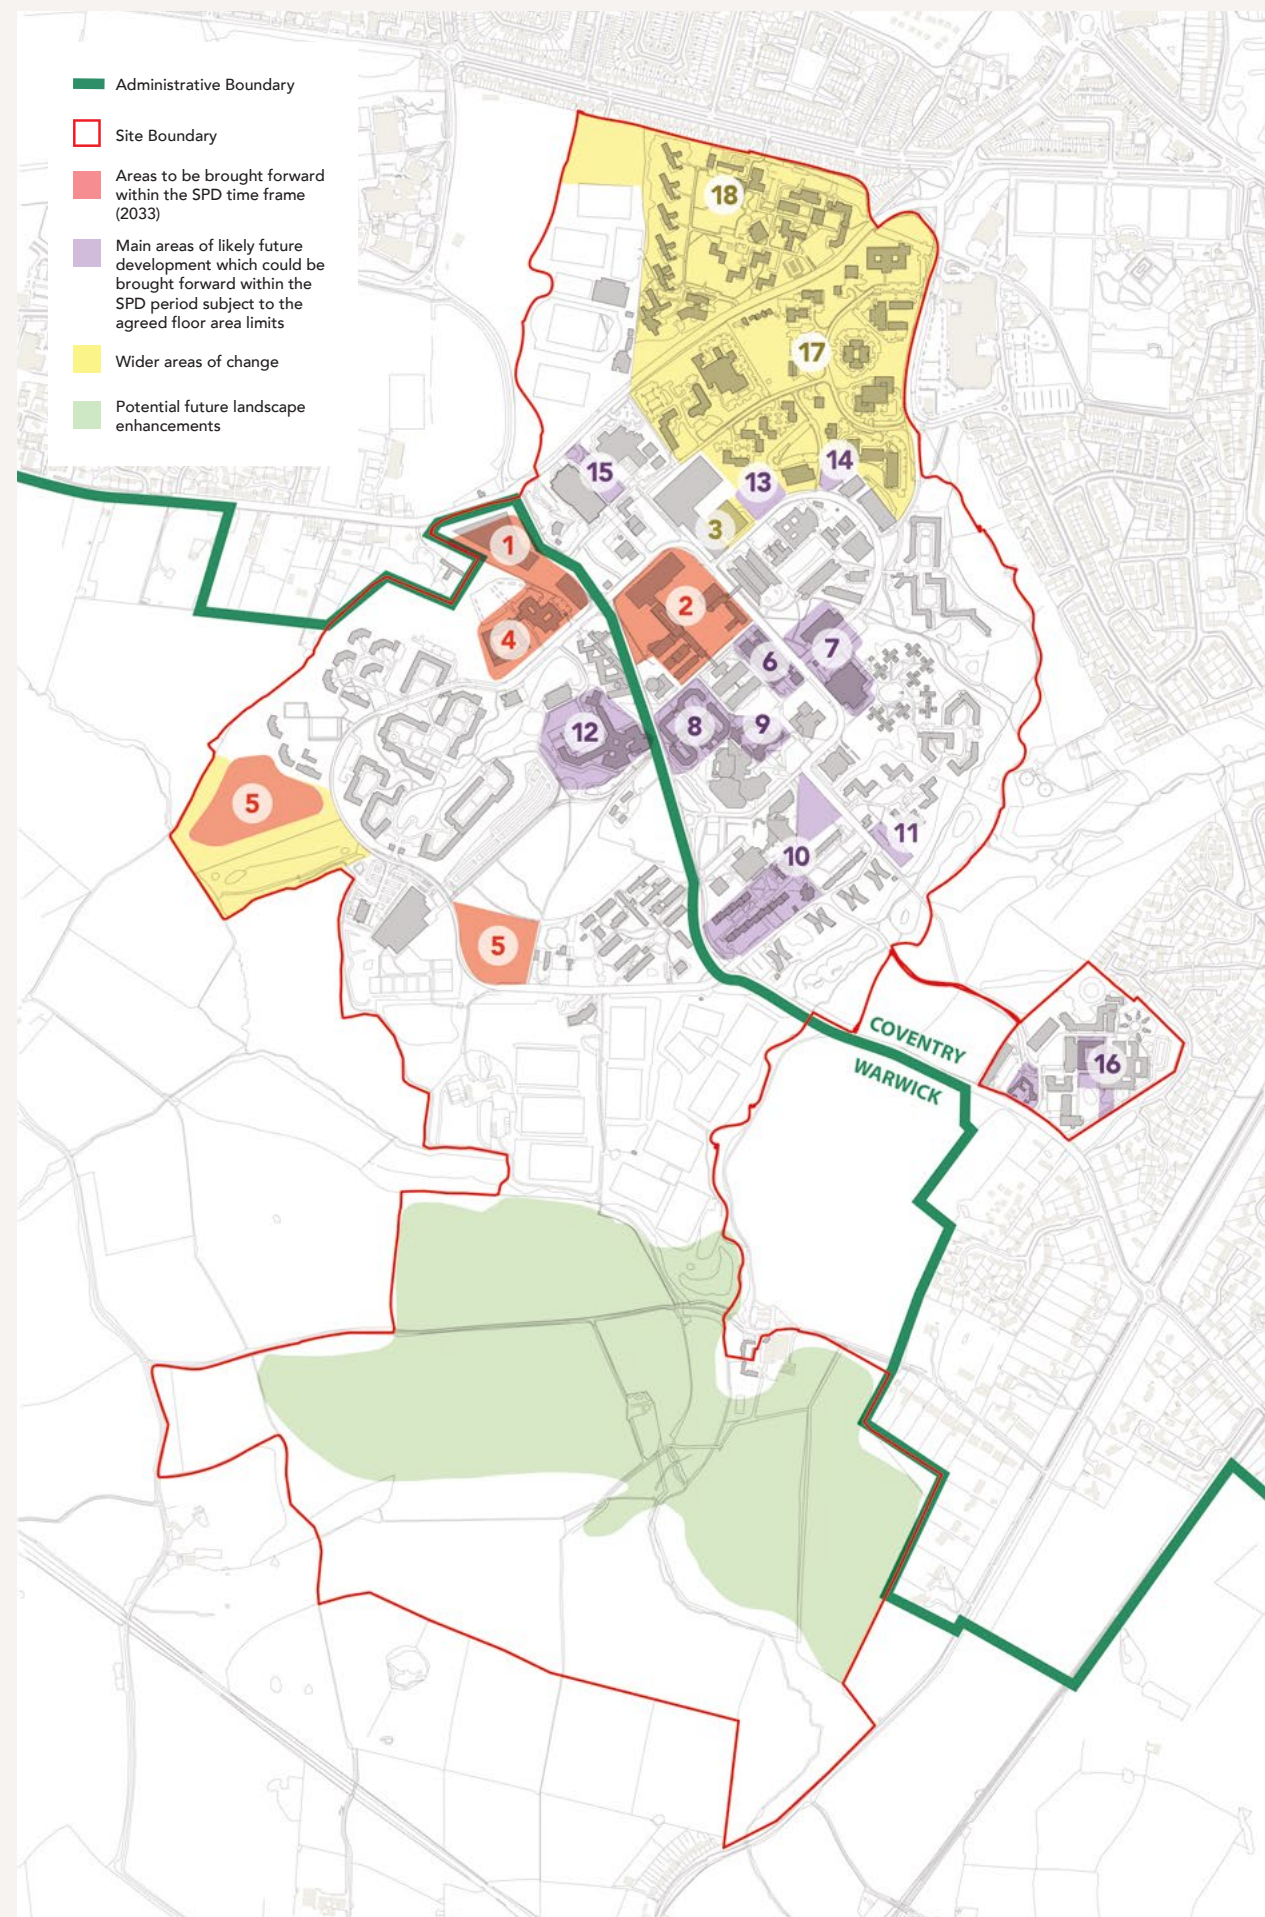 Administrative Boundary
Site Boundary
Areas to be brought forward
within the SPD time frame
(2033)
Main areas of likely future
development which could be
brought forward within the
SPD period subject to the
agreed floor area limits
Wider areas of change
Potential future landscape
enhancements
18
17
15
14
13
3
1
2
4
7
6
8
9
12
5
11
10
5
COVENTRY
WARWICK
16